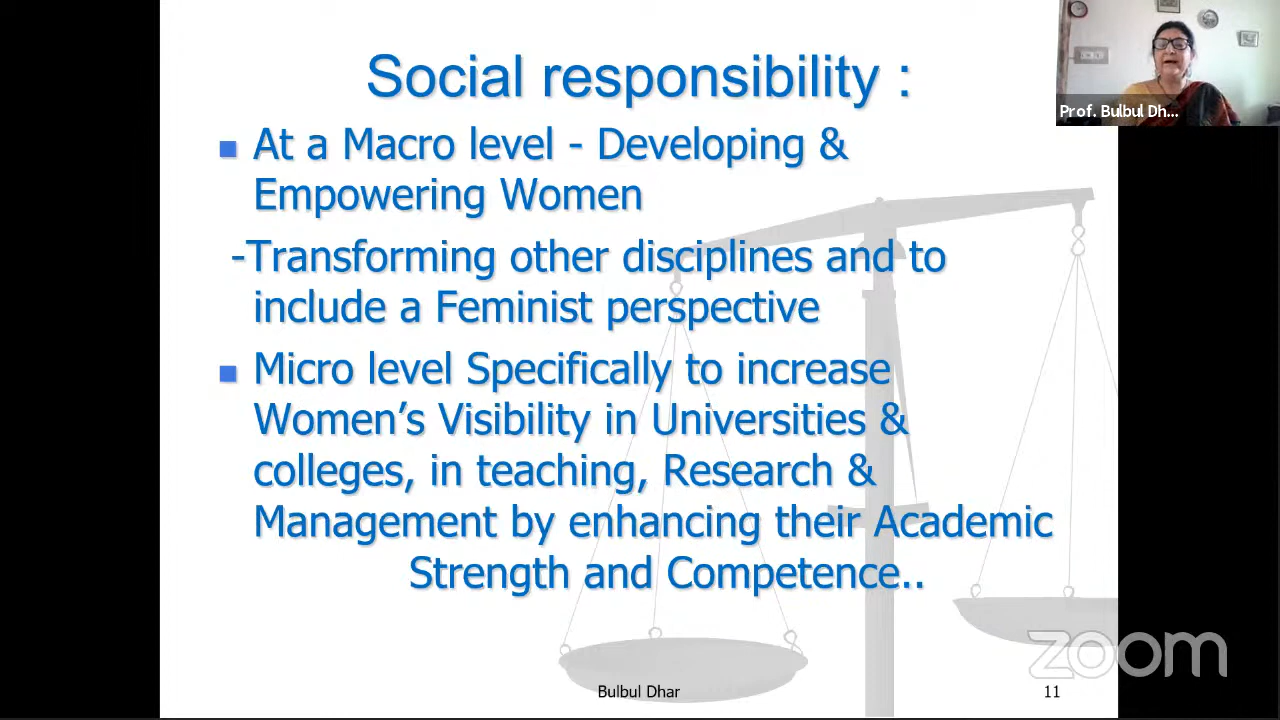 Social responsibility :
At a Macro level - Developing &
Empowering Women
-Transforming other disciplines and to
include a Feminist perspective
Micro level Specifically to increase
Women's Visibility in Universities &
colleges, in teaching, Research &
Management by enhancing their Academic
Strength and Competence..
Bulbul Dhar
11
Prof. Bulbul Dh...
zoom